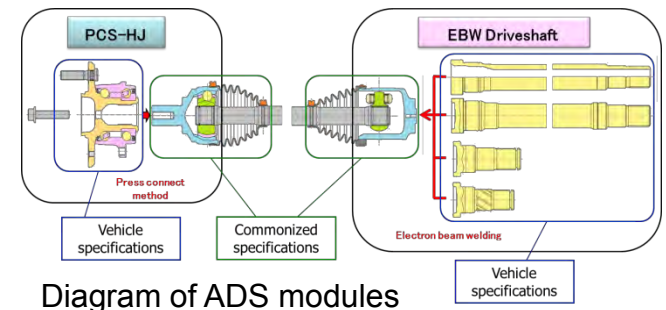 PCS-HJ
EBW Driveshaft
Press connect
method
Vehicle
specifications
Commonized
specifications
Electron beam welding
Vehicle
specifications
Diagram of ADS modules